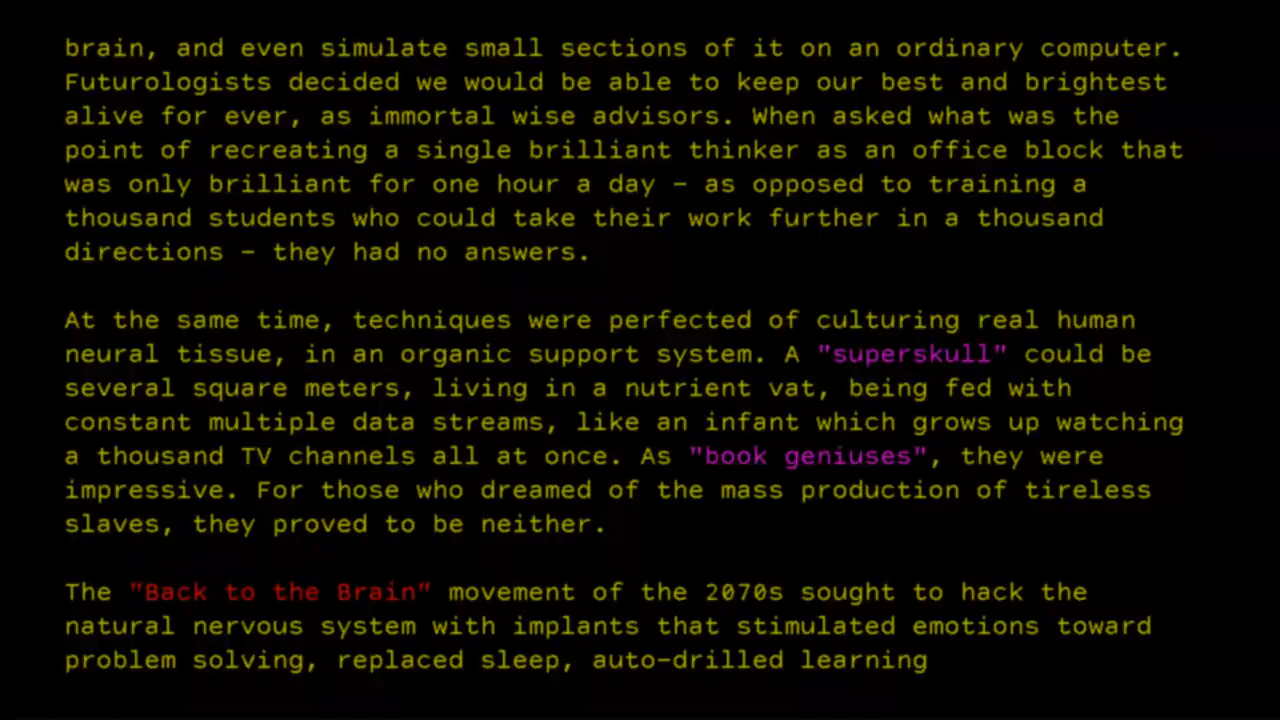 brain, and even simulate small sections of it on an ordinary computer.
Futurologists decided we would be able to keep our best and brightest
alive for ever, as immortal wise advisors. When asked what was the
point of recreating a single brilliant thinker as an office block that
was only brilliant for one hour a day – as opposed to training a
thousand students who could take their work further in a thousand
directions – they had no answers.
At the same time, techniques were perfected of culturing real human
neural tissue, in an organic support system. A "superskull" could be
several square meters, living in a nutrient vat, being fed with
constant multiple data streams, like an infant which grows up watching
a thousand TV channels all at once. As "book geniuses", they were
impressive. For those who dreamed of the mass production of tireless
slaves, they proved to be neither.
The "Back to the Brain" movement of the 2070s sought to hack the
natural nervous system with implants that stimulated emotions toward
problem solving, replaced sleep, auto-drilled learning